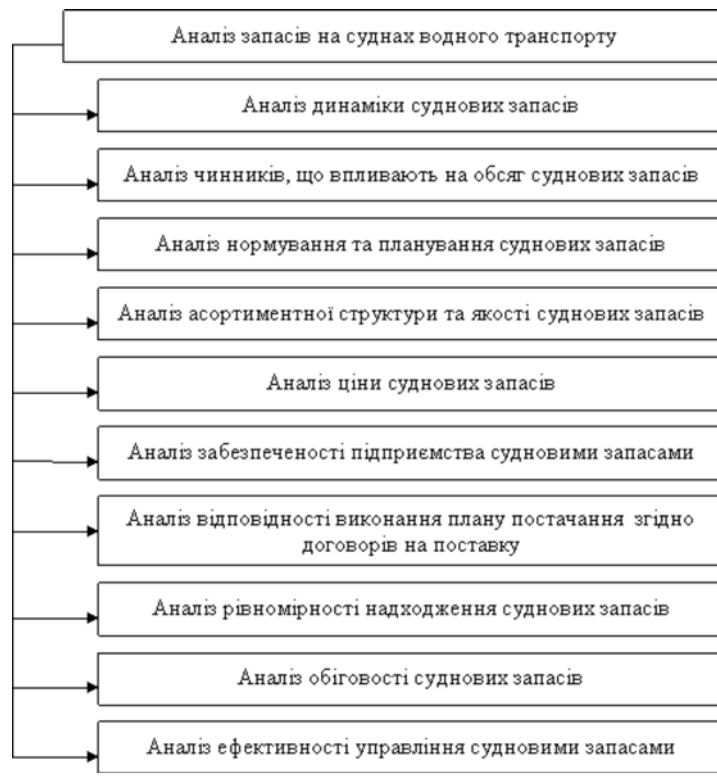 Аналіз запасів на суднах водного транспорту
Аналіз динаміки суднових запасів
Аналіз чинників, що впливають на обсяг суднових запасів
Аналіз нормування та планування суднових запасів
Аналіз асортиментної структури та якості суднових запасів
Аналіз ціни суднових запасів
Аналіз забезпеченості підприємства судновими запасами
Аналіз відповідності виконання плану постачання згідно
договорів на поставку
Аналіз рівномірності надходження суднових запасів
Аналіз обіговості суднових запасів
Аналіз ефективності управління судновими запасами